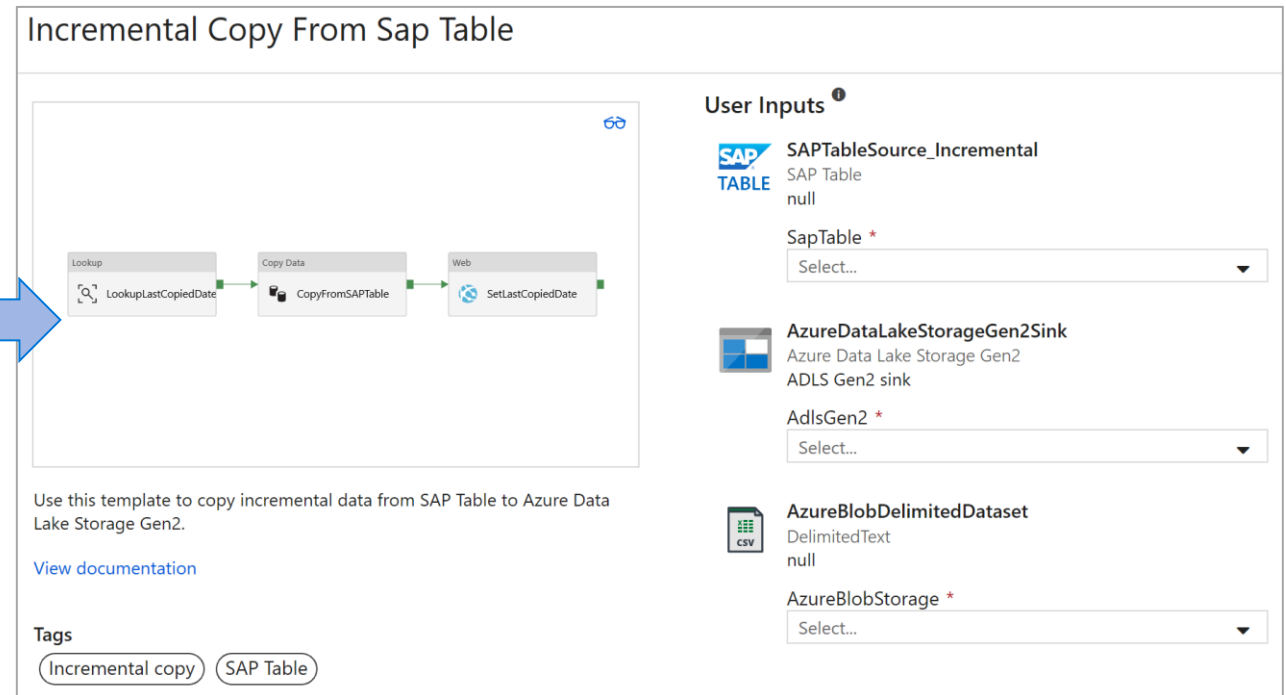 Incremental Copy From Sap Table
Lookup
LookupLastCopiedDate
Copy Data
CopyFromSAPTable
Web
SetLastCopiedDate
Use this template to copy incremental data from SAP Table to Azure Data
Lake Storage Gen2.
View documentation
Tags
Incremental copy
SAP Table
User Inputs
SAP
TABLE
SAPTableSource_Incremental
SAP Table
null
SapTable *
Select...
AzureDataLakeStorageGen2Sink
Azure Data Lake Storage Gen2
ADLS Gen2 sink
AdlsGen2 *
Select...
CSV
AzureBlobDelimitedDataset
DelimitedText
null
AzureBlobStorage *
Select...